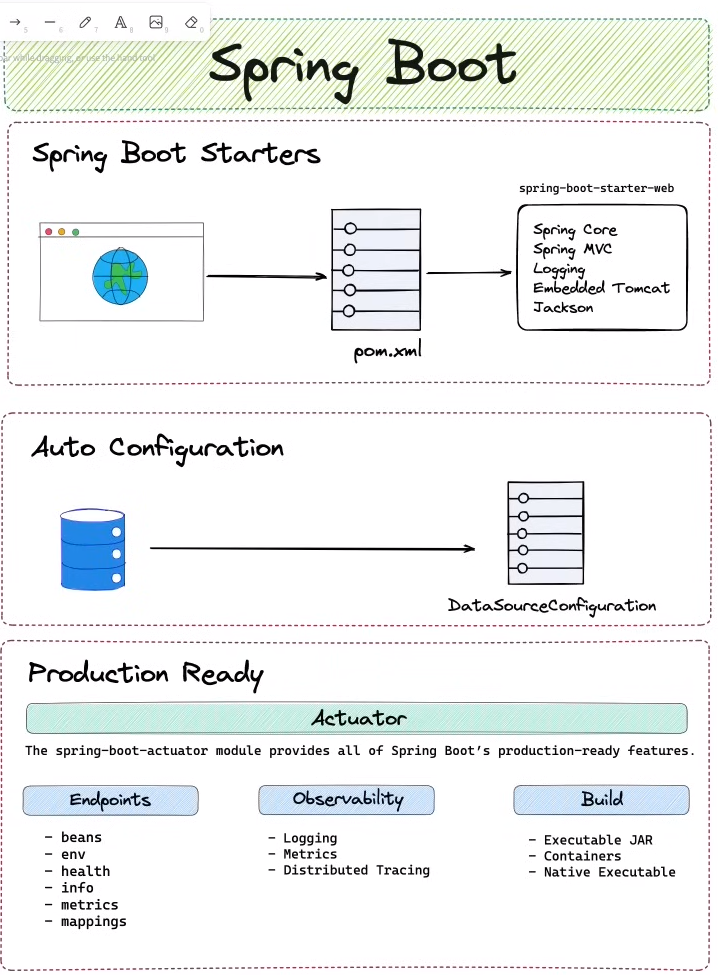 5 6 7 8 9 0
while dragging, or use the hand tool
Spring Boot
Spring Boot Starters
spring-boot-starter-web
Spring Core
Spring MVC
Logging
Embedded Tomcat
Jackson
pom.xml
Auto Configuration
DataSourceConfiguration
Production Ready
Actuator
The spring-boot-actuator module provides all of Spring Boot's production-ready features.
Endpoints
- beans
- env
- health
- info
- metrics
- mappings
Observability
- Logging
- Metrics
- Distributed Tracing
Build
- Executable JAR
- Containers
- Native Executable